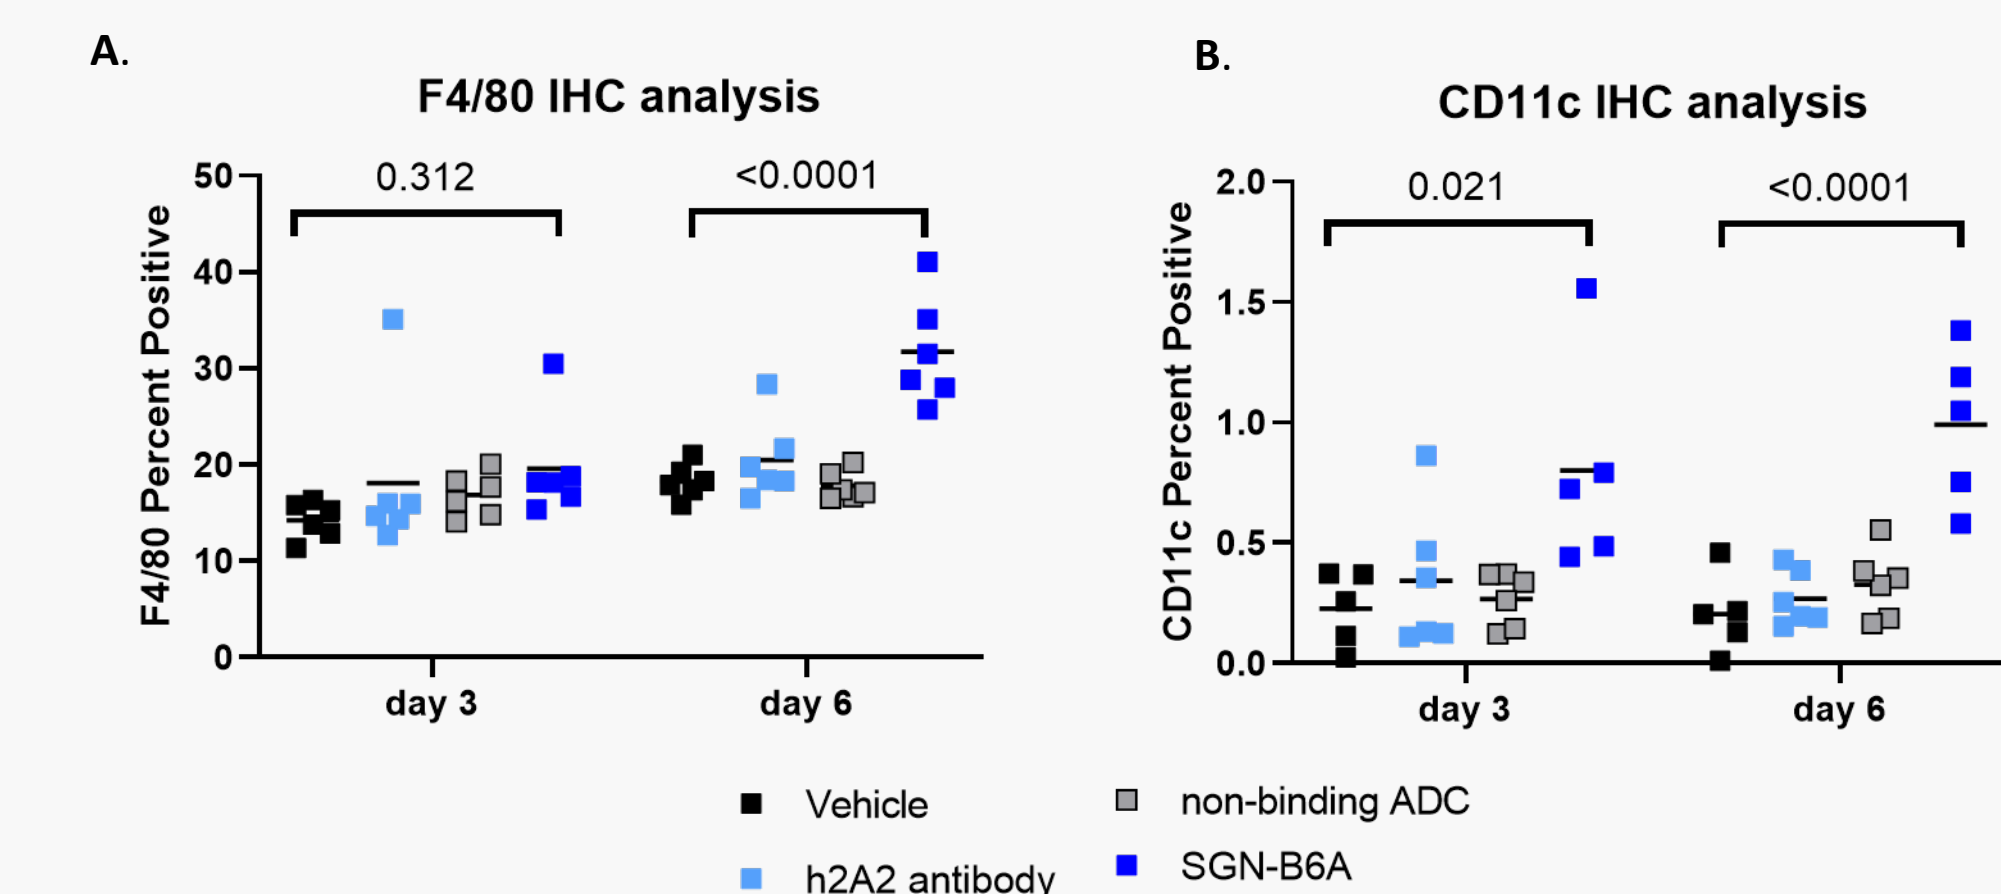 A.
F4/80 IHC analysis
F4/80 Percent Positive
50
40
30
20
10
0
0.312
<0.0001
day 3
day 6
B.
CD11c IHC analysis
CD11c Percent Positive
2.0
1.5
1.0
0.5
0.0
0.021
<0.0001
day 3
day 6
Vehicle
non-binding ADC
h2A2 antibody
SGN-B6A